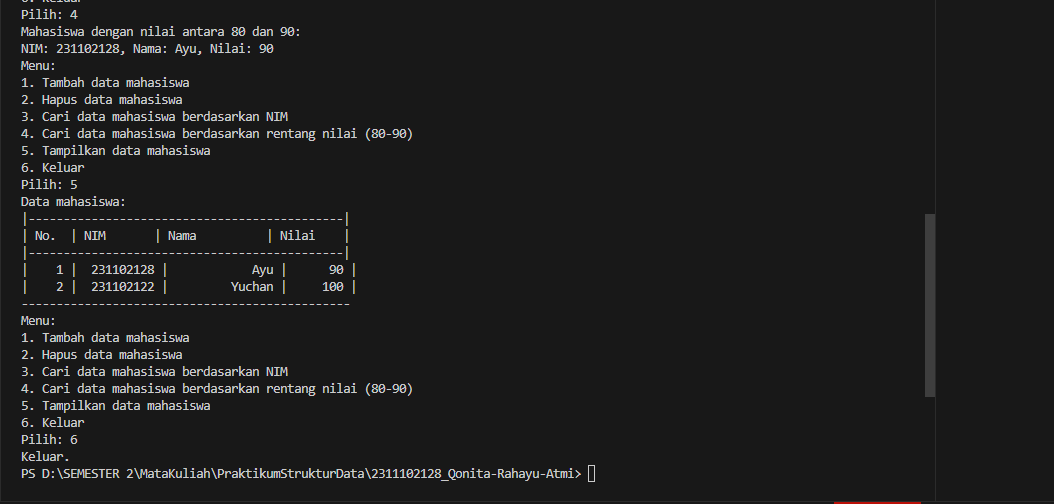 6. Keluar
Pilih: 4
Mahasiswa dengan nilai antara 80 dan 90:
NIM: 231102128, Nama: Ayu, Nilai: 90
Menu:
1. Tambah data mahasiswa
2. Hapus data mahasiswa
3. Cari data mahasiswa berdasarkan NIM
4. Cari data mahasiswa berdasarkan rentang nilai (80-90)
5. Tampilkan data mahasiswa
6. Keluar
Pilih: 5
Data mahasiswa:
|---------------------------------------------|
| No.  | NIM       | Nama          | Nilai    |
|---------------------------------------------|
|    1 |  231102128 |            Ayu |      90 |
|    2 |  231102122 |         Yuchan |     100 |
-----------------------------------------------
Menu:
1. Tambah data mahasiswa
2. Hapus data mahasiswa
3. Cari data mahasiswa berdasarkan NIM
4. Cari data mahasiswa berdasarkan rentang nilai (80-90)
5. Tampilkan data mahasiswa
6. Keluar
Pilih: 6
Keluar.
PS D:\SEMESTER 2\MataKuliah\PraktikumStrukturData\2311102128_Qonita-Rahayu-Atmi>